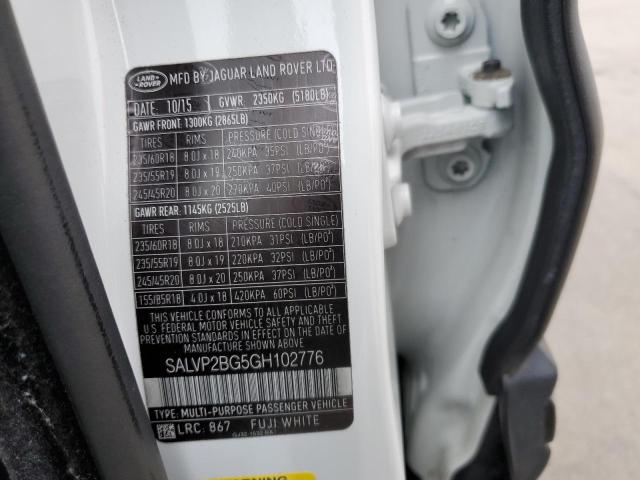 LAND ROVER
MFD BY JAGUAR LAND ROVER LTD
DATE: 10/15 GVWR: 2350KG (5180LB)
GAWR FRONT: 1300KG (2865LB)
TIRES RIMS PRESSURE (COLD SINGLE)
235/60R18 8.0J x 18 240KPA 35PSI (LB/PO²)
235/55R19 8.0J x 19 250KPA 37PSI (LB/PO²)
245/45R20 8.0J x 20 270KPA 40PSI (LB/PO²)
GAWR REAR: 1145KG (2525LB)
TIRES RIMS PRESSURE (COLD SINGLE)
235/60R18 8.0J x 18 210KPA 31PSI (LB/PO²)
235/55R19 8.0J x 19 220KPA 32PSI (LB/PO²)
245/45R20 8.0J x 20 250KPA 37PSI (LB/PO²)
155/85R18 4.0J x 18 420KPA 60PSI (LB/PO²)
THIS VEHICLE CONFORMS TO ALL APPLICABLE
U.S. FEDERAL MOTOR VEHICLE SAFETY AND THEFT
PREVENTION STANDARDS IN EFFECT ON THE DATE OF
MANUFACTURE SHOWN ABOVE
SALVP2BG5GH102776
TYPE: MULTI-PURPOSE PASSENGER VEHICLE
LRC: 867 FUJI WHITE
WARNING